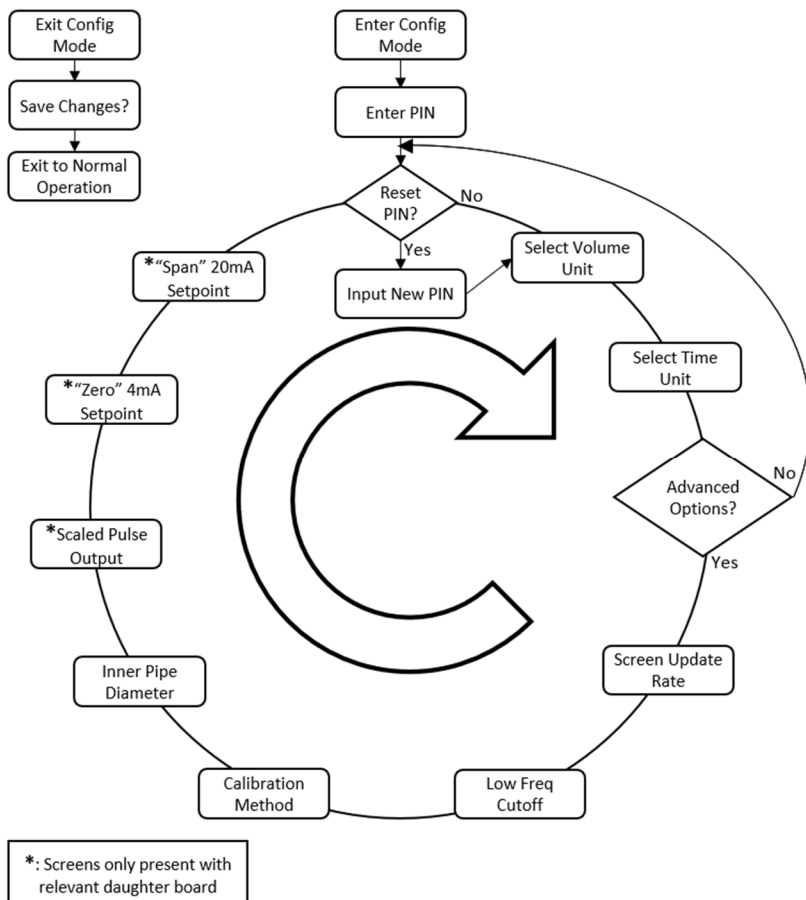 Exit Config
Mode
Save Changes?
Exit to Normal
Operation
Enter Config
Mode
Enter PIN
Reset
PIN?
No
Yes
Input New PIN
Select Volume
Unit
Select Time
Unit
Advanced
Options?
No
Yes
Screen Update
Rate
Low Freq
Cutoff
Calibration
Method
Inner Pipe
Diameter
*Scaled Pulse
Output
*“Zero” 4mA
Setpoint
*“Span” 20mA
Setpoint
*: Screens only present with
relevant daughter board